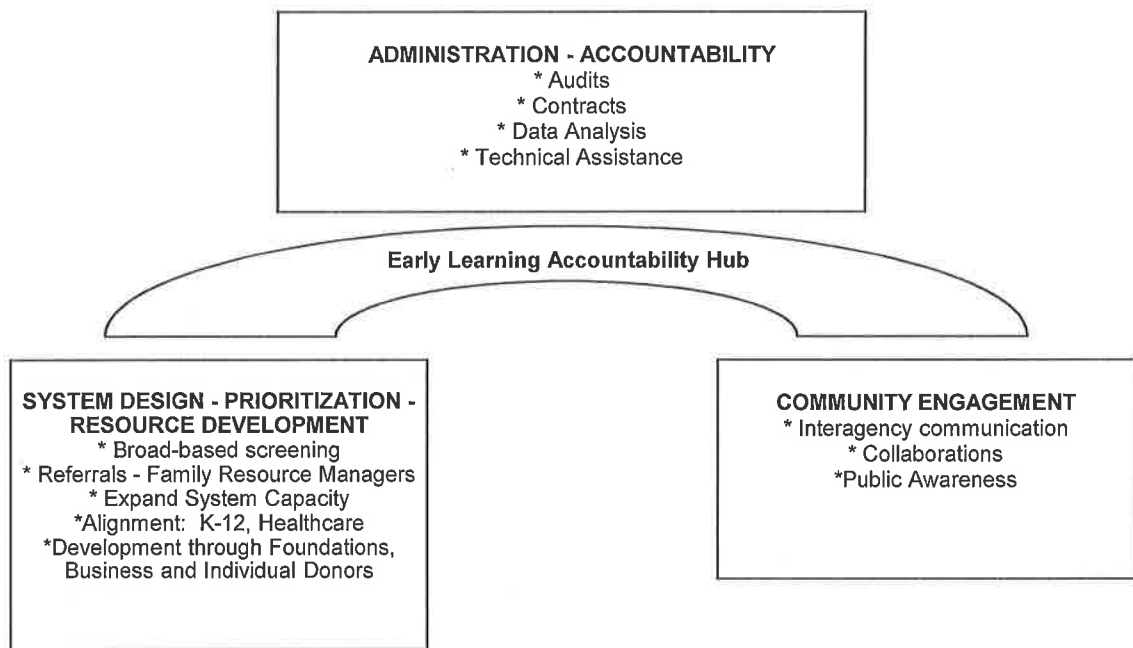 ADMINISTRATION - ACCOUNTABILITY
* Audits
* Contracts
* Data Analysis
* Technical Assistance
Early Learning Accountability Hub
SYSTEM DESIGN - PRIORITIZATION -
RESOURCE DEVELOPMENT
* Broad-based screening
* Referrals - Family Resource Managers
* Expand System Capacity
*Alignment: K-12, Healthcare
*Development through Foundations,
Business and Individual Donors
COMMUNITY ENGAGEMENT
* Interagency communication
* Collaborations
*Public Awareness